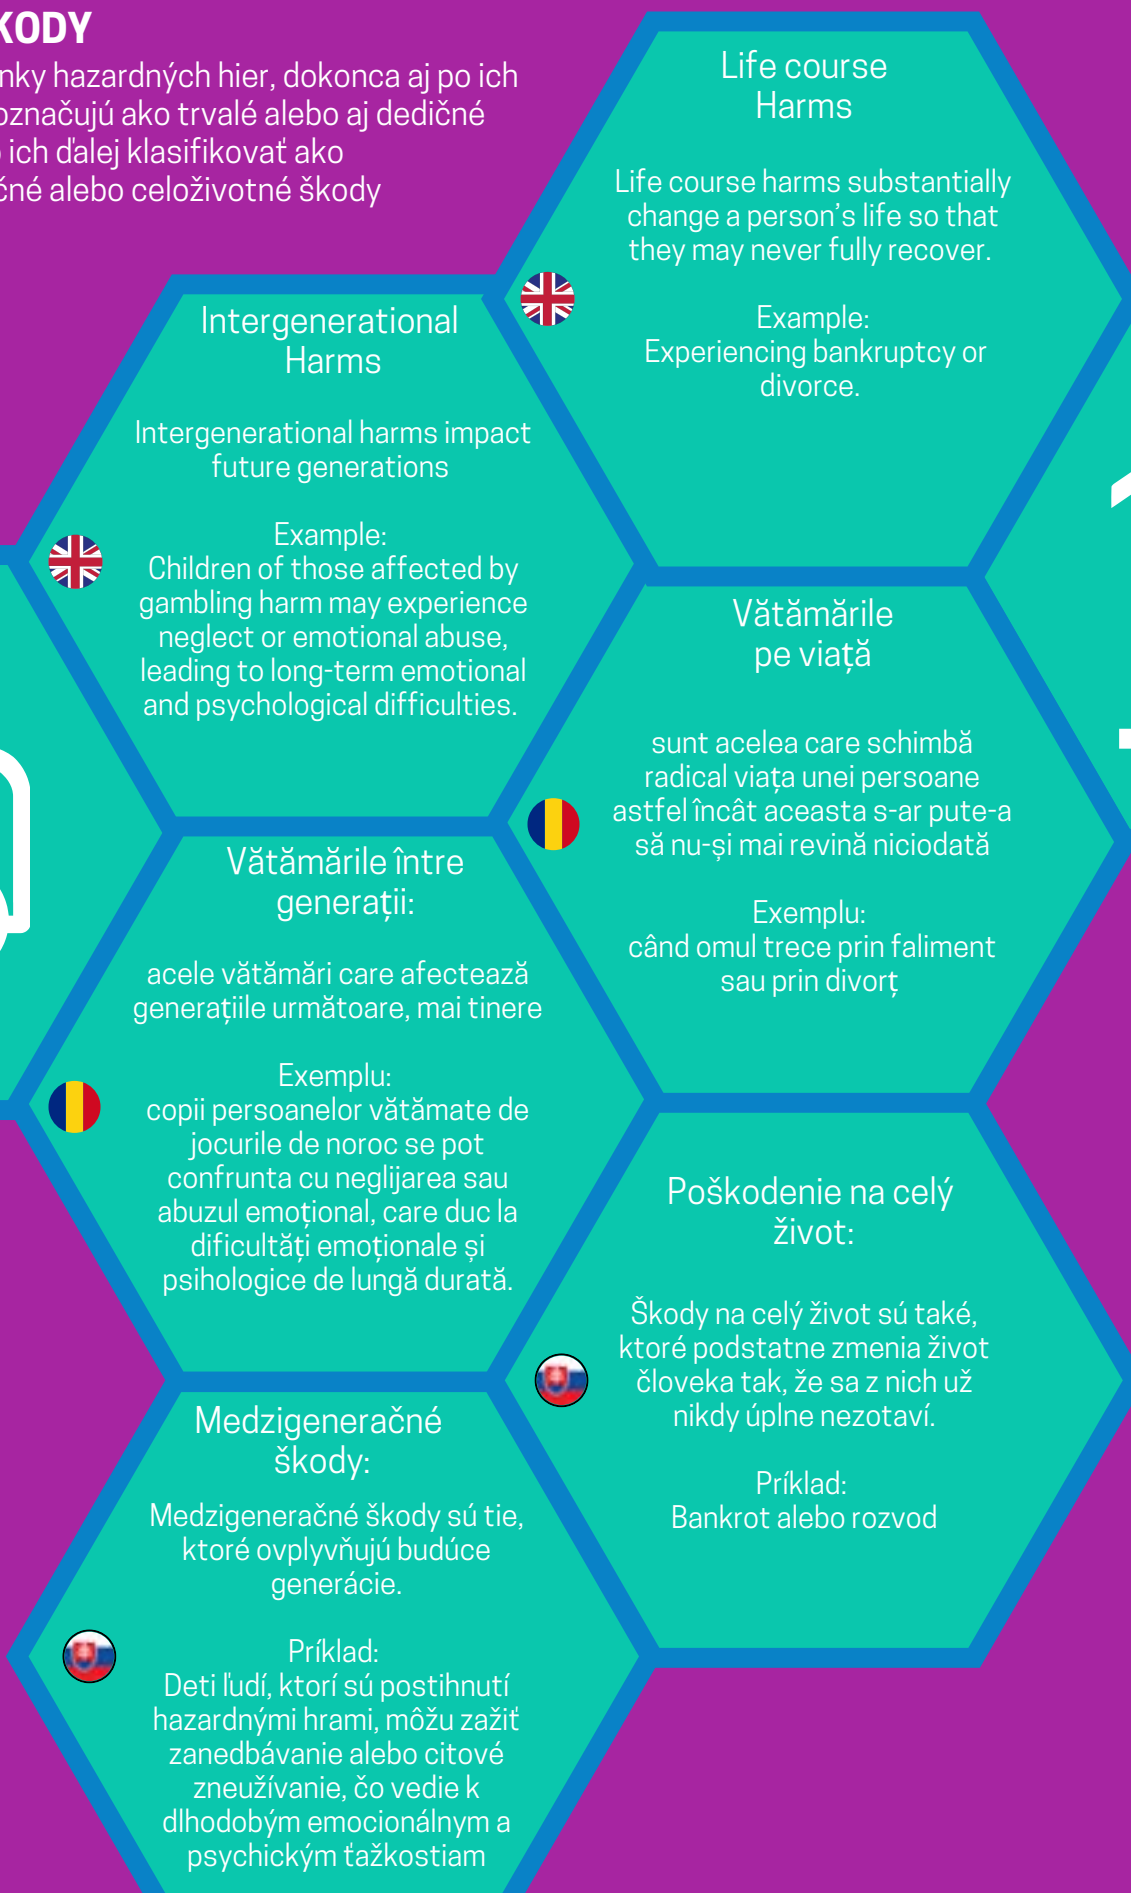 KODY
nky hazardných hier, dokonca aj po ich
označujú ako trvalé alebo aj dedičné
ich ďalej klasifikovať ako
čné alebo celoživotné škody
Life course
Harms
Life course harms substantially
change a person's life so that
they may never fully recover.
Example:
Experiencing bankruptcy or
divorce.
Intergenerational
Harms
Intergenerational harms impact
future generations
Example:
Children of those affected by
gambling harm may experience
neglect or emotional abuse,
leading to long-term emotional
and psychological difficulties.
Vătămările
pe viață
sunt acelea care schimbă
radical viața unei persoane
astfel încât aceasta s-ar pute-a
să nu-și mai revină niciodată
Exemplu:
când omul trece prin faliment
sau prin divorț
Vătămările între
generații:
acele vătămări care afectează
generațiile următoare, mai tinere
Exemplu:
copii persoanelor vătămate de
jocurile de noroc se pot
confrunta cu neglijarea sau
abuzul emoțional, care duc la
dificultăți emoționale și
psihologice de lungă durată.
Poškodenie na celý
život:
Škody na celý život sú také,
ktoré podstatne zmenia život
človeka tak, že sa z nich už
nikdy úplne nezotaví.
Príklad:
Bankrot alebo rozvod
Medzigeneračné
škody:
Medzigeneračné škody sú tie,
ktoré ovplyvňujú budúce
generácie.
Príklad:
Deti ľudí, ktorí sú postihnutí
hazardnými hrami, môžu zažiť
zanedbávanie alebo citové
zneužívanie, čo vedie k
dlhodobým emocionálnym a
psychickým ťažkostiam